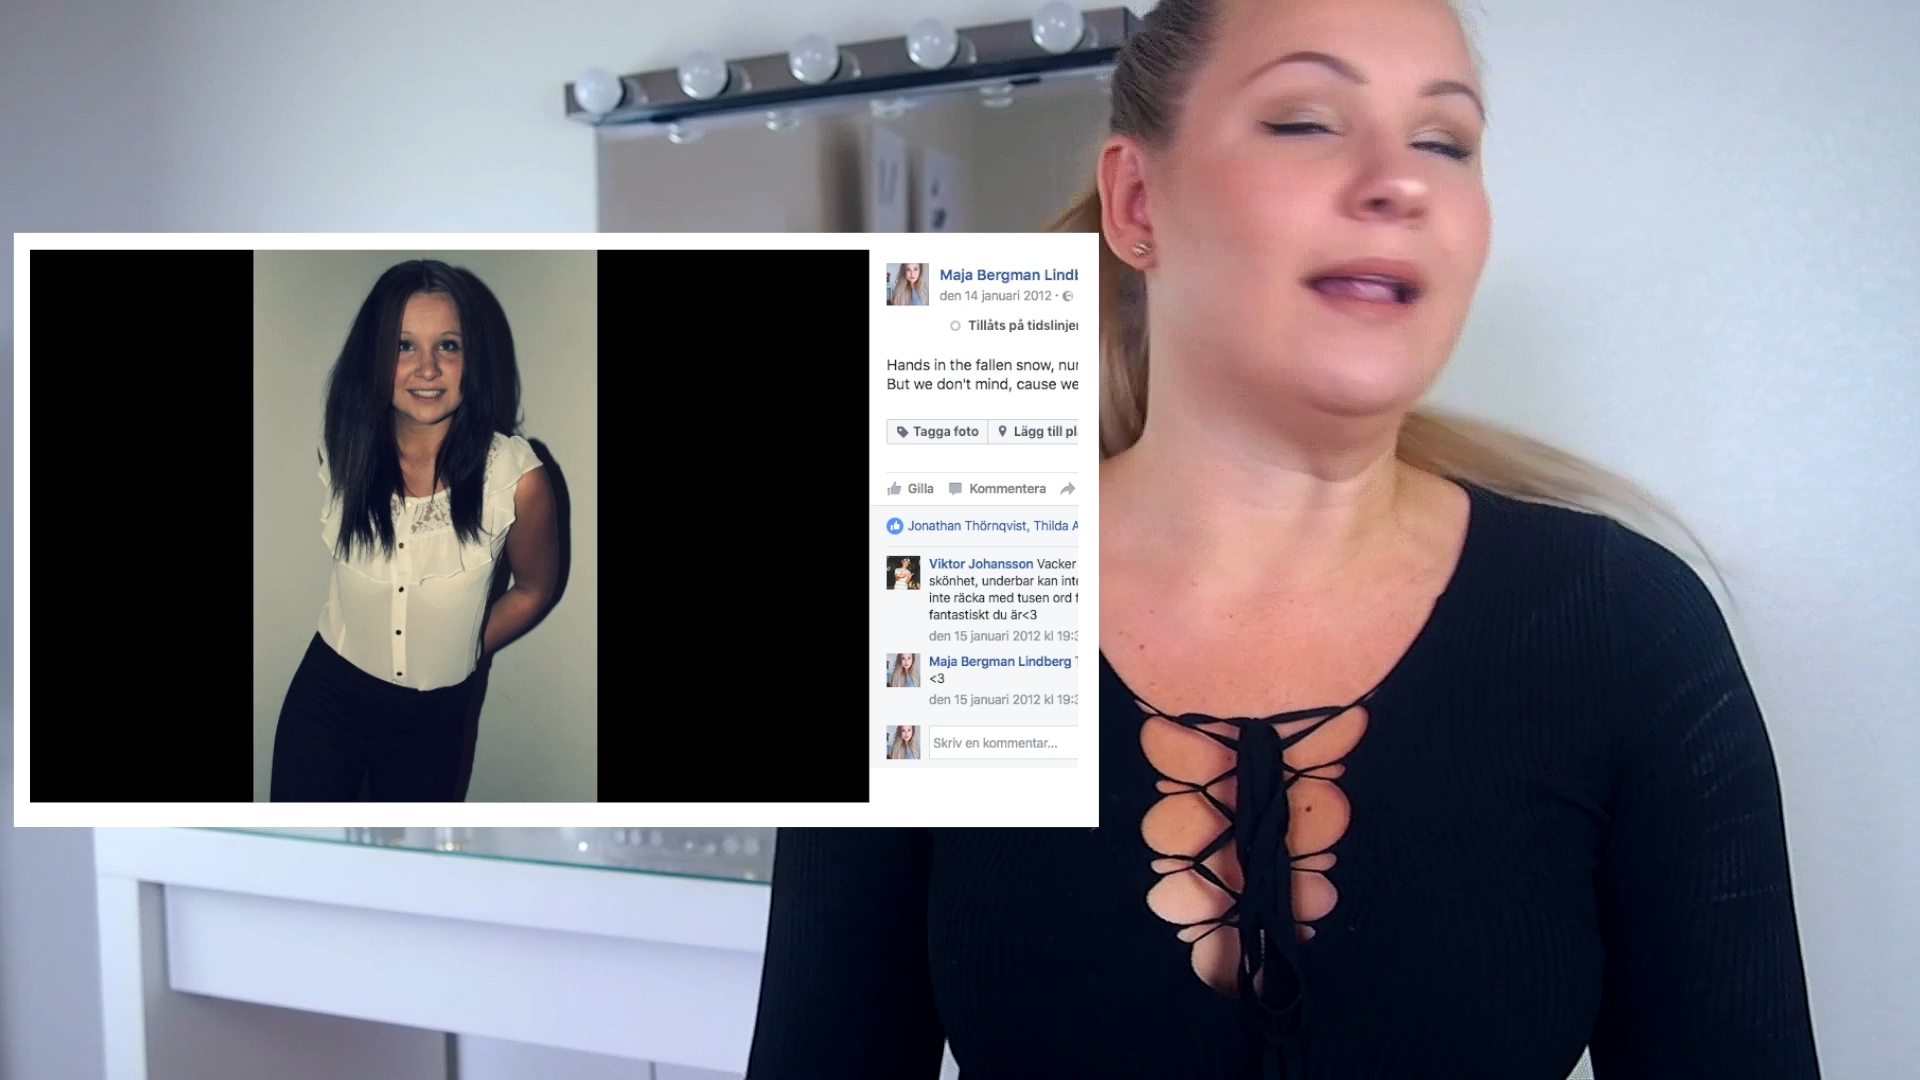 Maja Bergman Lindb
den 14 januari 2012 ·
Tillåts på tidslinjen
Hands in the fallen snow, nu
But we don't mind, cause we
Tagga foto Lägg till pl
Gilla Kommentera
Jonathan Thörnqvist, Thilda A
Viktor Johansson Vacker
skönhet, underbar kan inte
inte räcka med tusen ord f
fantastiskt du är<3
den 15 januari 2012 kl 19:3
Maja Bergman Lindberg T
<3
den 15 januari 2012 kl 19:3
Skriv en kommentar...